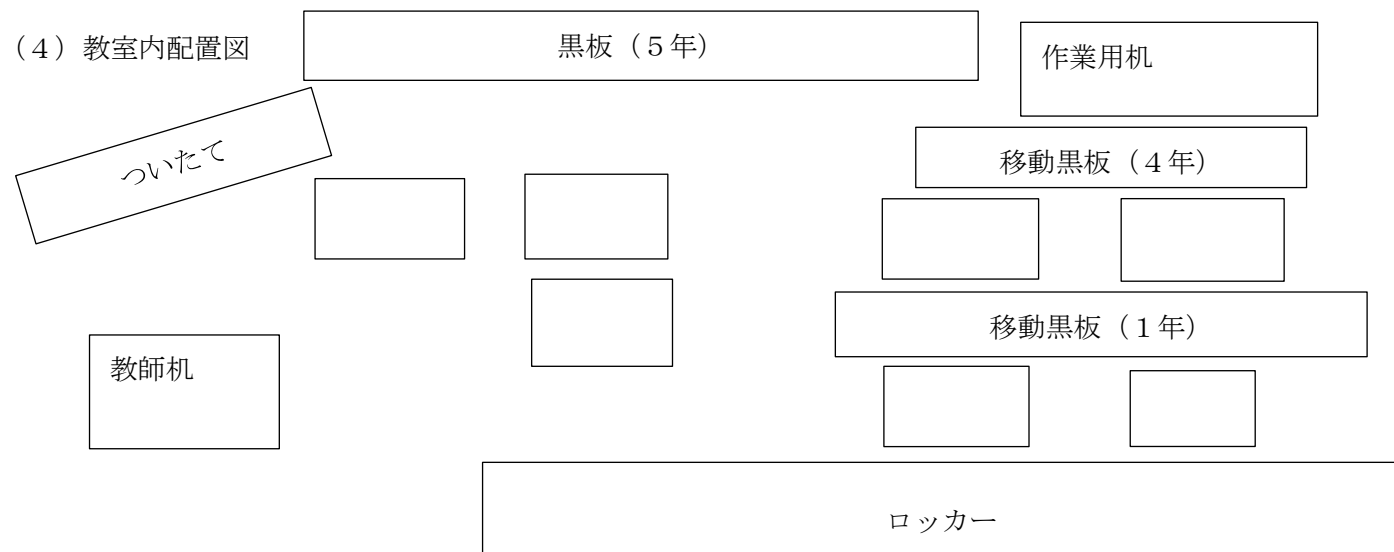 （４）教室内配置図
黒板（５年）
作業用机
ついたて
移動黒板（４年）
移動黒板（１年）
教師机
ロッカー